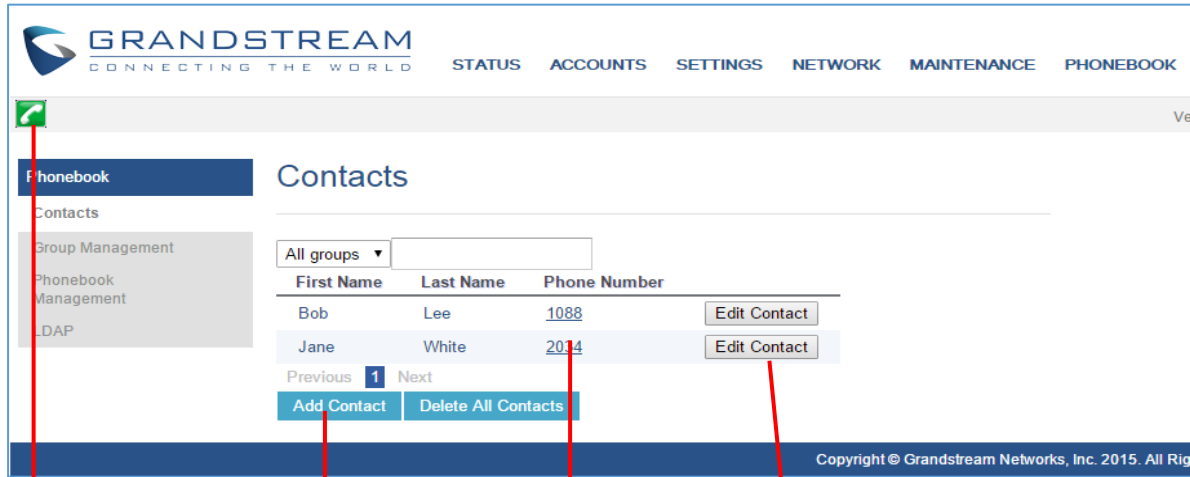 GRANDSTREAM
CONNECTING THE WORLD
STATUS ACCOUNTS SETTINGS NETWORK MAINTENANCE PHONEBOOK
Ve
Phonebook
Contacts
Group Management
Phonebook
Management
LDAP
Contacts
All groups
First Name Last Name Phone Number
Bob Lee 1088 Edit Contact
Jane White 2034 Edit Contact
Previous 1 Next
Add Contact Delete All Contacts
Copyright © Grandstream Networks, Inc. 2015. All Rig